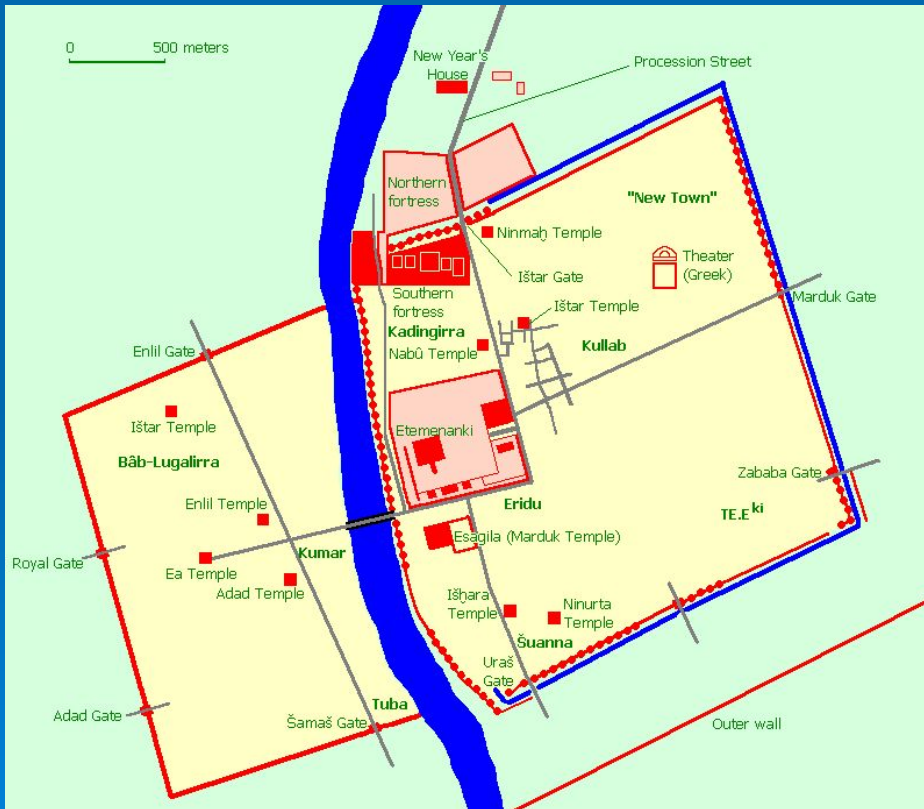 0 500 meters
New Year's
House
Procession Street
Northern
fortress
"New Town"
Ninmaḫ Temple
Theater
(Greek)
Ištar Gate
Southern
fortress
Marduk Gate
Ištar Temple
Kadingirra
Nabû Temple
Kullab
Enlil Gate
Ištar Temple
Etemenanki
Bâb-Lugalirra
Zababa Gate
Enlil Temple
Eridu
TE.E^ki
Esagila (Marduk Temple)
Kumar
Royal Gate
Ea Temple
Adad Temple
Išḫara
Temple
Ninurta
Temple
Šuanna
Uraš
Gate
Tuba
Adad Gate
Šamaš Gate
Outer wall